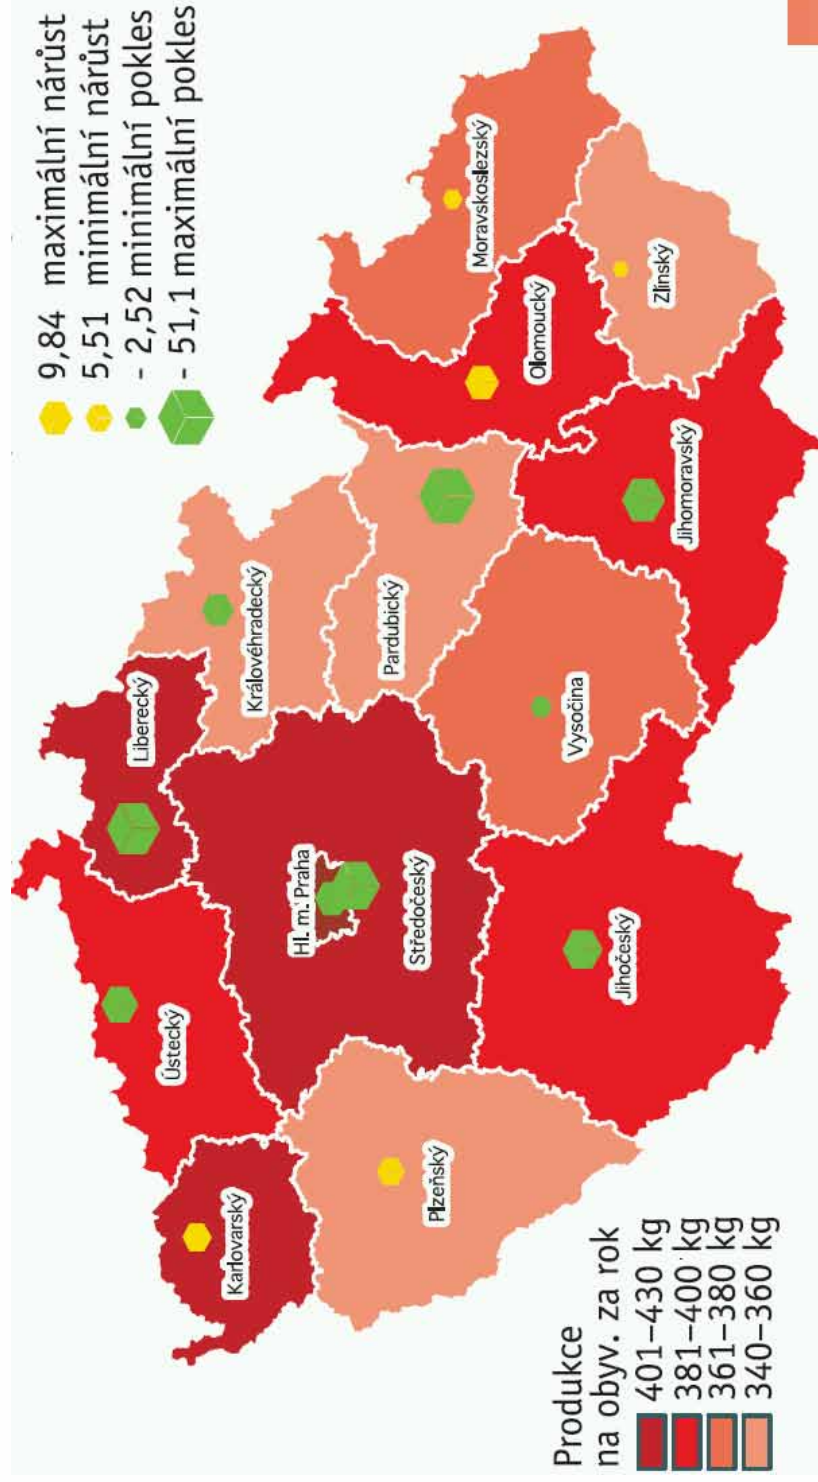 9,84 maximální nárůst
5,51 minimální nárůst
- 2,52 minimální pokles
- 51,1 maximální pokles
Liberecký
Ústecký
Královéhradecký
Karlovarský
Hl. m. Praha
Pardubický
Středočeský
Plzeňský
Moravskoslezský
Olomoucký
Vysočina
Jihočeský
Zlínský
Jihomoravský
Produkce
na obyv. za rok
401–430 kg
381–400 kg
361–380 kg
340–360 kg